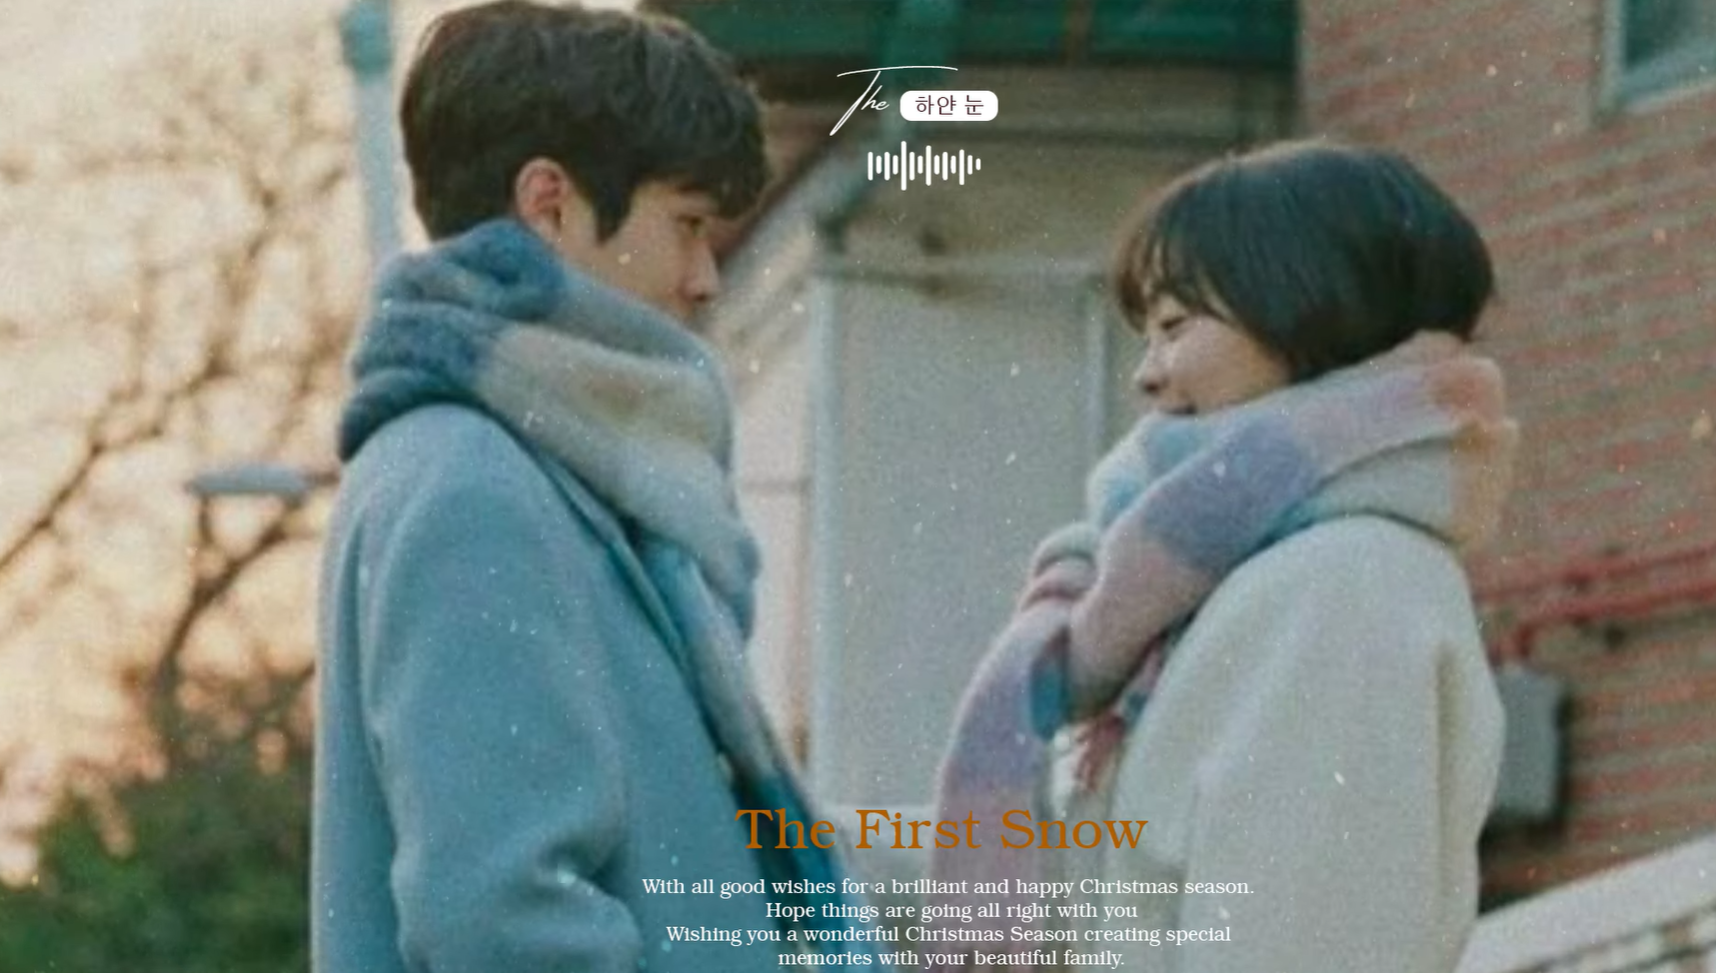 The 하얀 눈
The First Snow
With all good wishes for a brilliant and happy Christmas season.
Hope things are going all right with you
Wishing you a wonderful Christmas Season creating special
memories with your beautiful family.